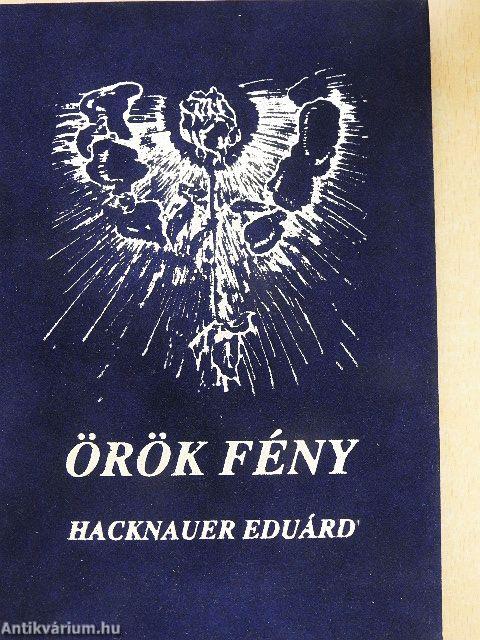 ÖRÖK FÉNY
HACKNAUER EDUÁRD
Antikvárium.hu